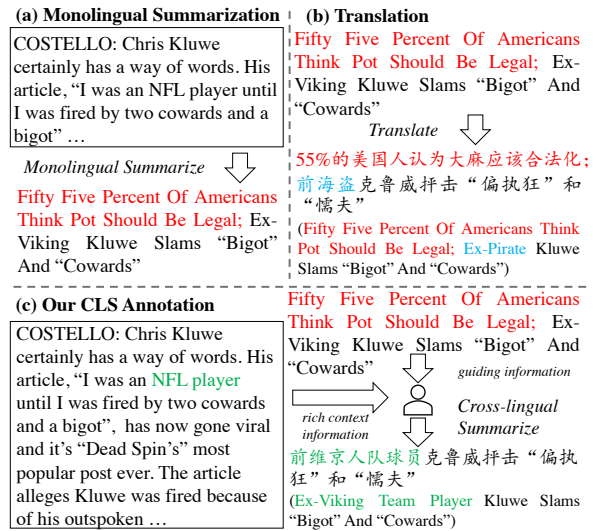 (a) Monolingual Summarization
COSTELLO: Chris Kluwe
certainly has a way of words. His
article, “I was an NFL player until
I was fired by two cowards and a
bigot” …
Monolingual Summarize
Fifty Five Percent Of Americans
Think Pot Should Be Legal; Ex-
Viking Kluwe Slams “Bigot”
And “Cowards”
(b) Translation
Fifty Five Percent Of Americans
Think Pot Should Be Legal; Ex-
Viking Kluwe Slams “Bigot” And
“Cowards”
Translate
55%的美国人认为大麻应该合法化；
前海盗克鲁威抨击“偏执狂”和
“懦夫”
(Fifty Five Percent Of Americans Think
Pot Should Be Legal; Ex-Pirate Kluwe
Slams “Bigot” And “Cowards”)
(c) Our CLS Annotation
COSTELLO: Chris Kluwe
certainly has a way of words. His
article, “I was an NFL player
until I was fired by two cowards
and a bigot”, has now gone viral
and it’s “Dead Spin’s” most
popular post ever. The article
alleges Kluwe was fired because
of his outspoken …
Fifty Five Percent Of Americans
Think Pot Should Be Legal; Ex-
Viking Kluwe Slams “Bigot” And
“Cowards”
guiding information
rich context
information
Cross-lingual
Summarize
前维京人队球员克鲁威抨击“偏执
狂”和“懦夫”
(Ex-Viking Team Player Kluwe Slams
“Bigot” And “Cowards”)